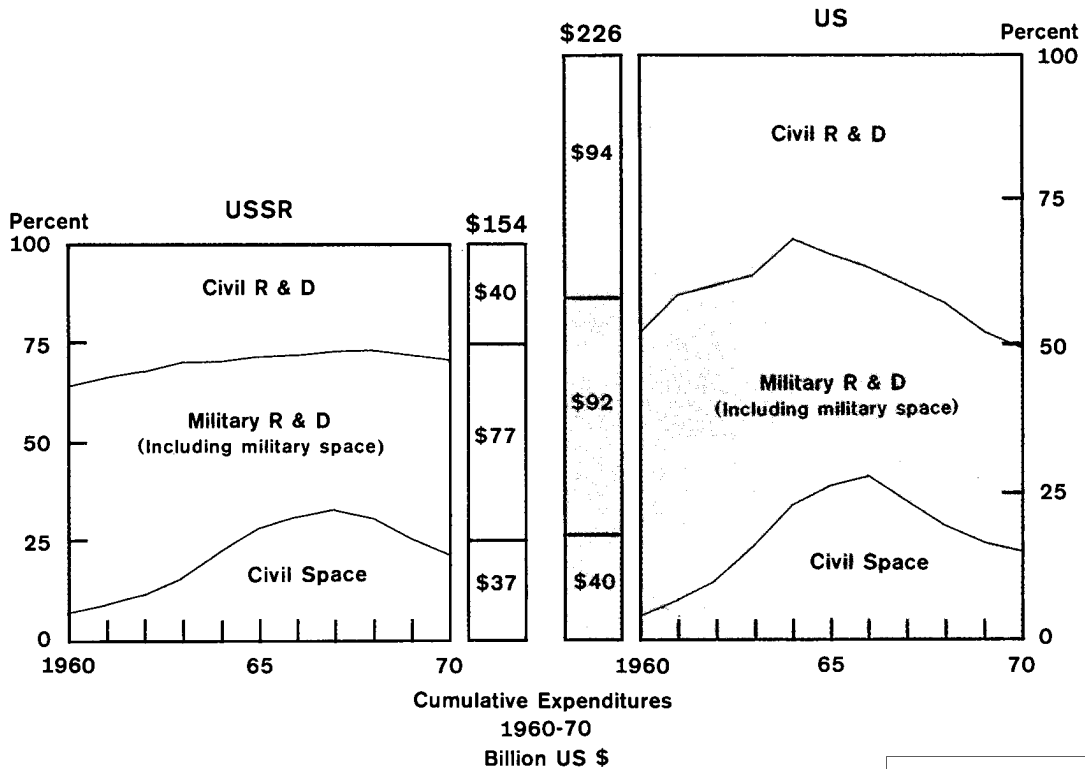 USSR
Percent
100
75
50
25
0
Civil R & D
Military R & D
(Including military space)
Civil Space
1960
65
70
$154
$40
$77
$37
$226
$94
$92
$40
US
Percent
100
75
50
25
0
Civil R & D
Military R & D
(Including military space)
Civil Space
1960
65
70
Cumulative Expenditures
1960-70
Billion US $